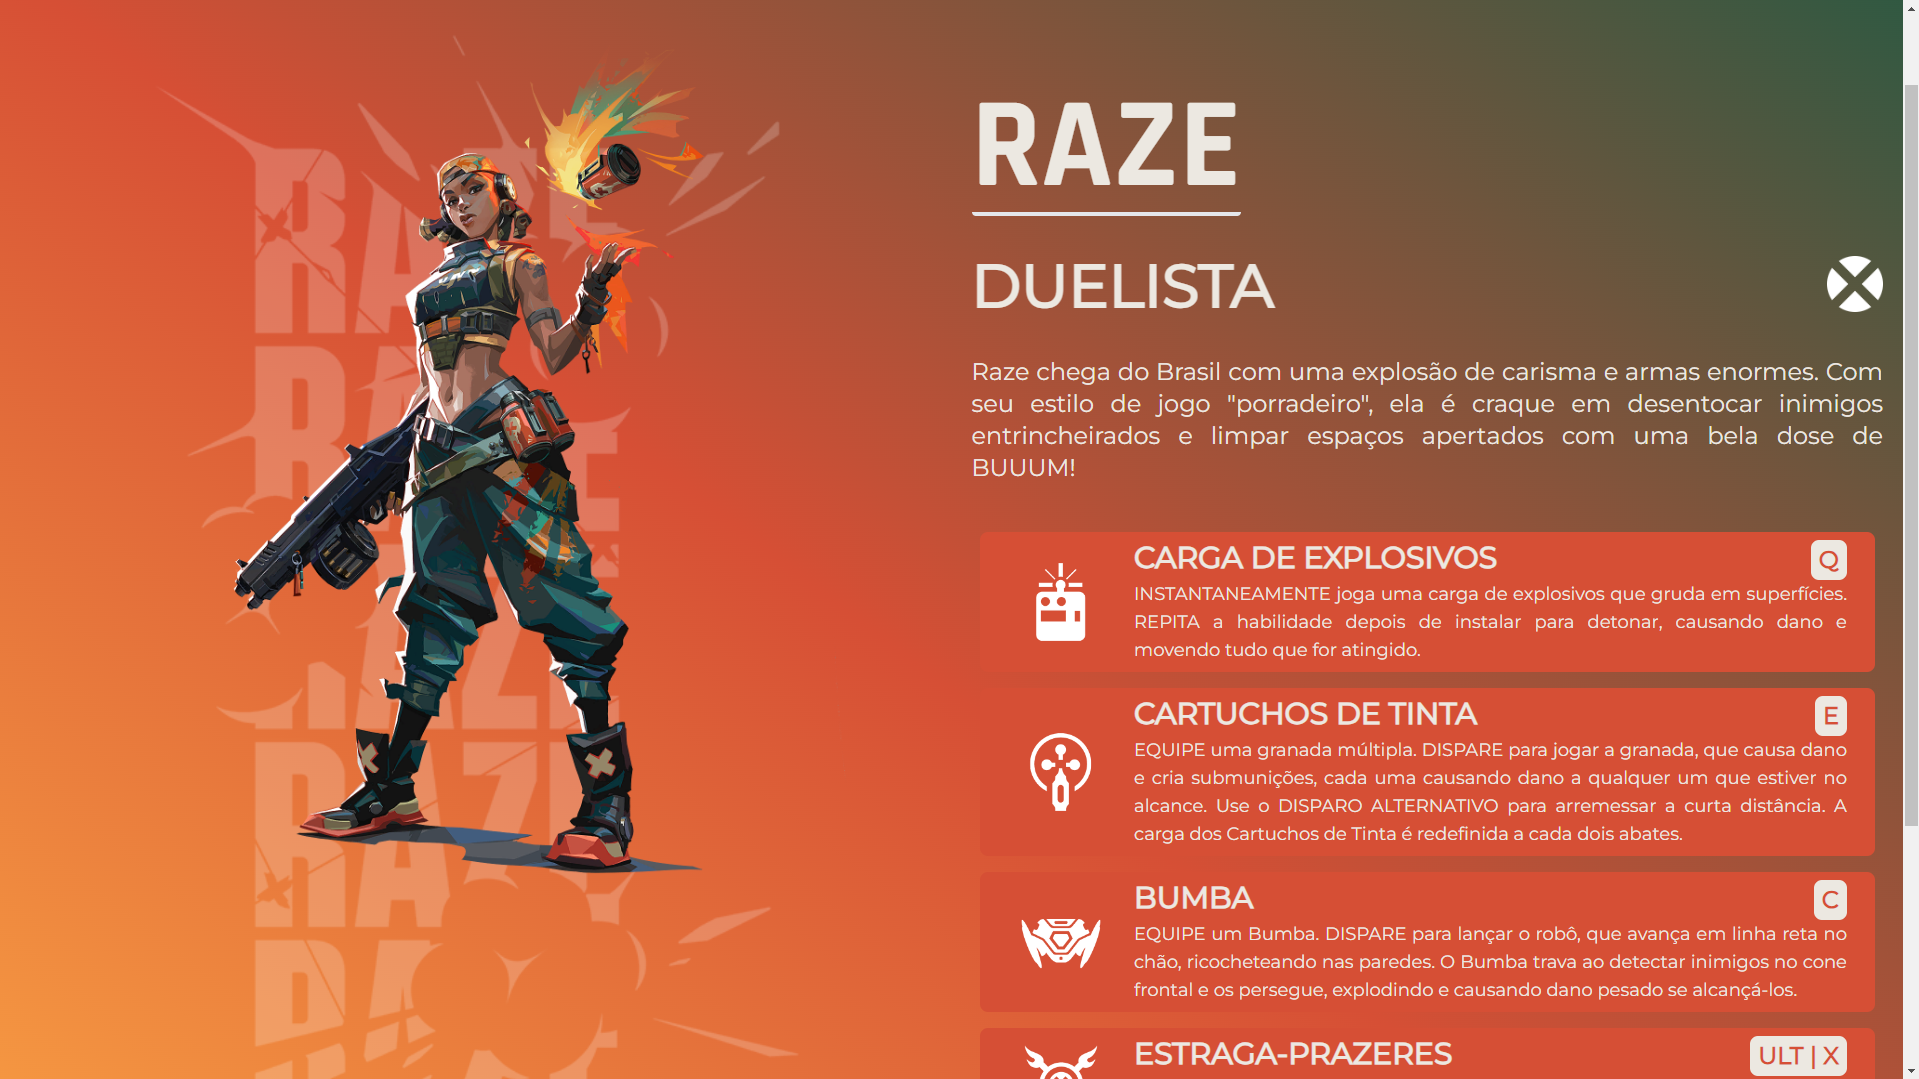 RAZE
DUELISTA
Raze chega do Brasil com uma explosão de carisma e armas enormes. Com
seu estilo de jogo "porradeiro", ela é craque em desentocar inimigos
entrincheirados e limpar espaços apertados com uma bela dose de
BUUUM!
CARGA DE EXPLOSIVOS Q
INSTANTANEAMENTE joga uma carga de explosivos que gruda em superfícies.
REPITA a habilidade depois de instalar para detonar, causando dano e
movendo tudo que for atingido.
CARTUCHOS DE TINTA E
EQUIPE uma granada múltipla. DISPARE para jogar a granada, que causa dano
e cria submunições, cada uma causando dano a qualquer um que estiver no
alcance. Use o DISPARO ALTERNATIVO para arremessar a curta distância. A
carga dos Cartuchos de Tinta é redefinida a cada dois abates.
BUMBA C
EQUIPE um Bumba. DISPARE para lançar o robô, que avança em linha reta no
chão, ricocheteando nas paredes. O Bumba trava ao detectar inimigos no cone
frontal e os persegue, explodindo e causando dano pesado se alcançá-los.
ESTRAGA-PRAZERES ULT | X
RAZE
RAZE
RAZE
RAZE
RAZE